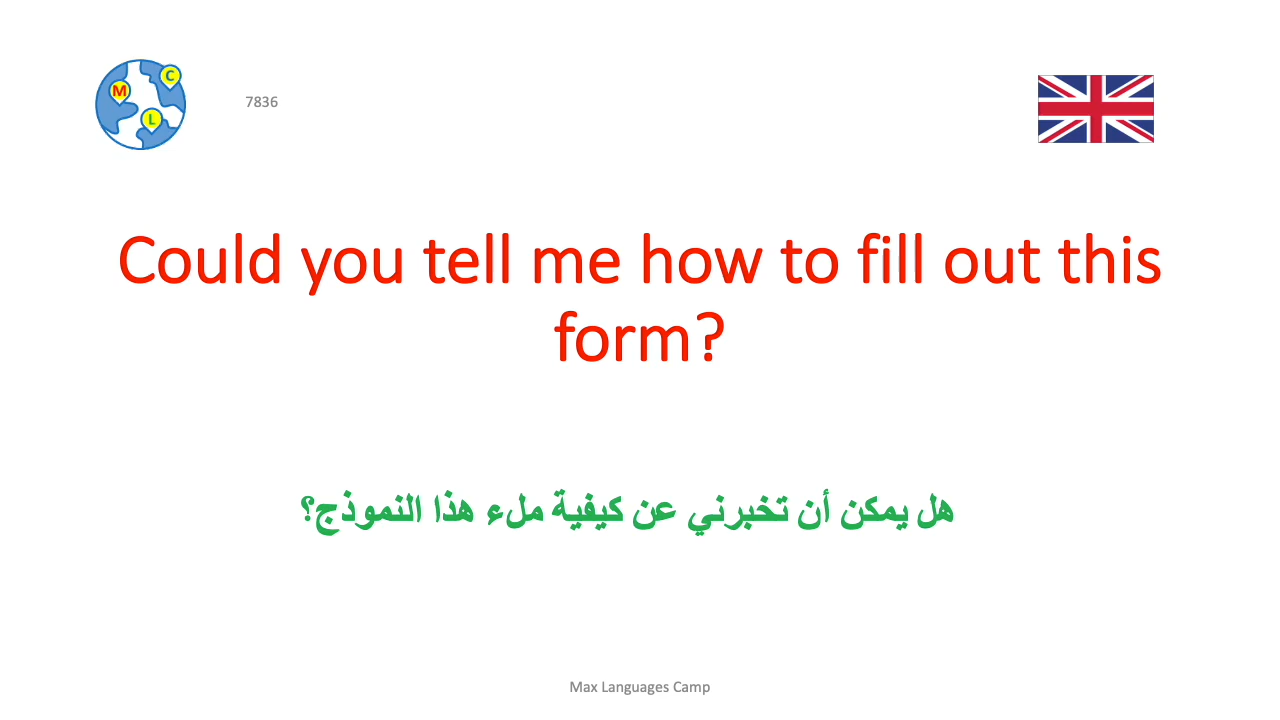 M
C
L
7836
Could you tell me how to fill out this
form?
هل يمكن أن تخبرني عن كيفية ملء هذا النموذج؟
Max Languages Camp